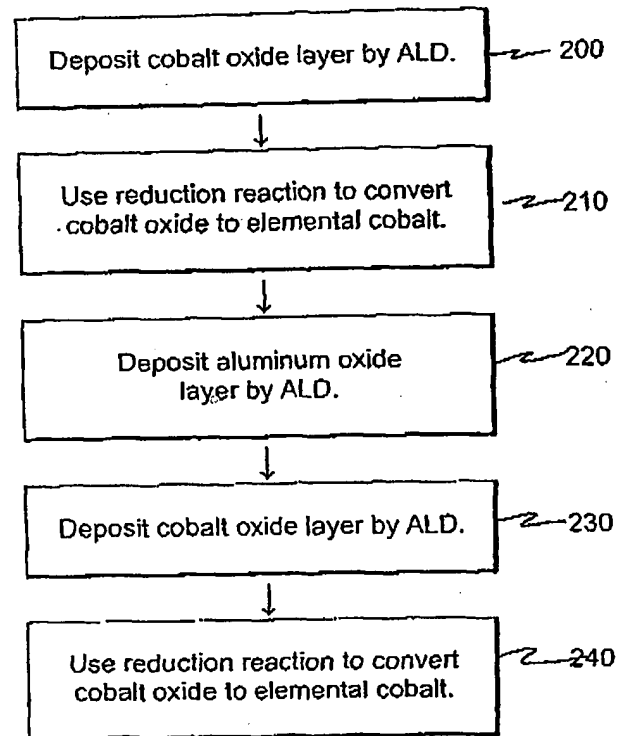 Deposit cobalt oxide layer by ALD.
200
Use reduction reaction to convert
cobalt oxide to elemental cobalt.
210
Deposit aluminum oxide
layer by ALD.
220
Deposit cobalt oxide layer by ALD.
230
Use reduction reaction to convert
cobalt oxide to elemental cobalt.
240